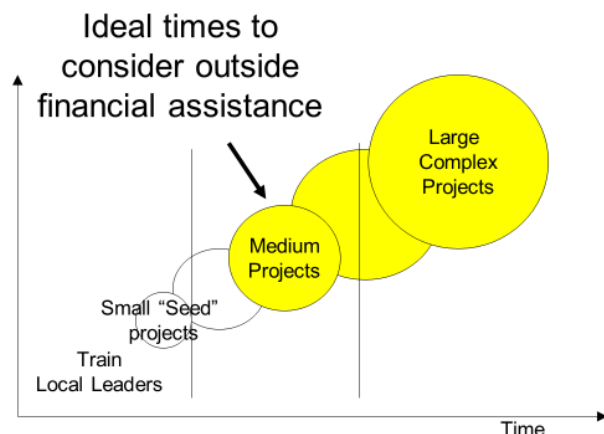 Ideal times to
consider outside
financial assistance
Large
Complex
Projects
Medium
Projects
Small “Seed”
projects
Train
Local Leaders
Time